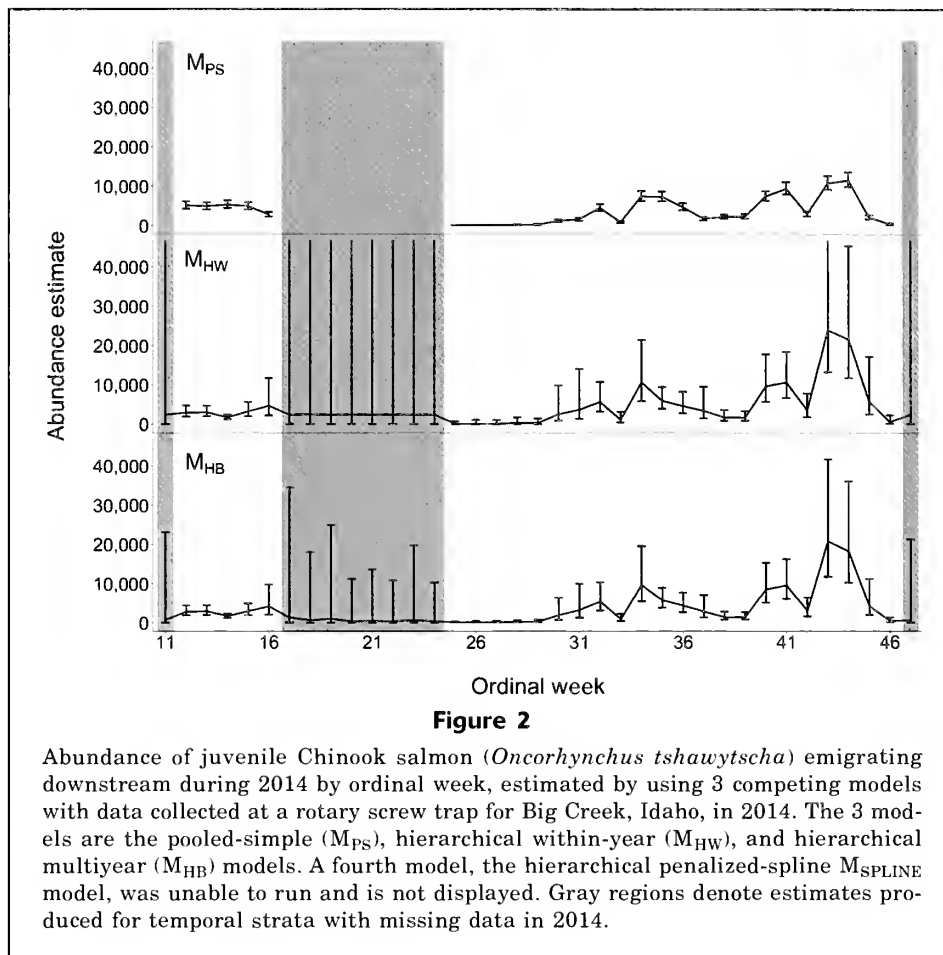 M_PS
40,000
30,000
20,000
10,000
0
M_HW
40,000
30,000
20,000
10,000
0
M_HB
40,000
30,000
20,000
10,000
0
Abundance estimate
11 16 21 26 31 36 41 46
Ordinal week
Figure 2
Abundance of juvenile Chinook salmon (Oncorhynchus tshawytscha) emigrating
downstream during 2014 by ordinal week, estimated by using 3 competing models
with data collected at a rotary screw trap for Big Creek, Idaho, in 2014. The 3 mod-
els are the pooled-simple (M_PS), hierarchical within-year (M_HW), and hierarchical
multiyear (M_HB) models. A fourth model, the hierarchical penalized-spline M_SPLINE
model, was unable to run and is not displayed. Gray regions denote estimates pro-
duced for temporal strata with missing data in 2014.